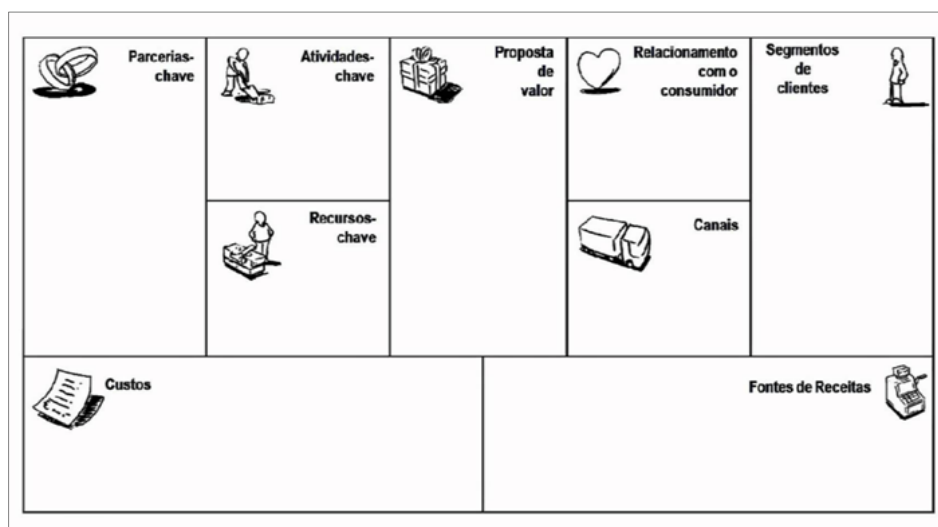 Parcerias-
chave
Atividades-
chave
Proposta
de
valor
Relacionamento
com o
consumidor
Segmentos
de
clientes
Recursos-
chave
Canais
Custos
Fontes de Receitas